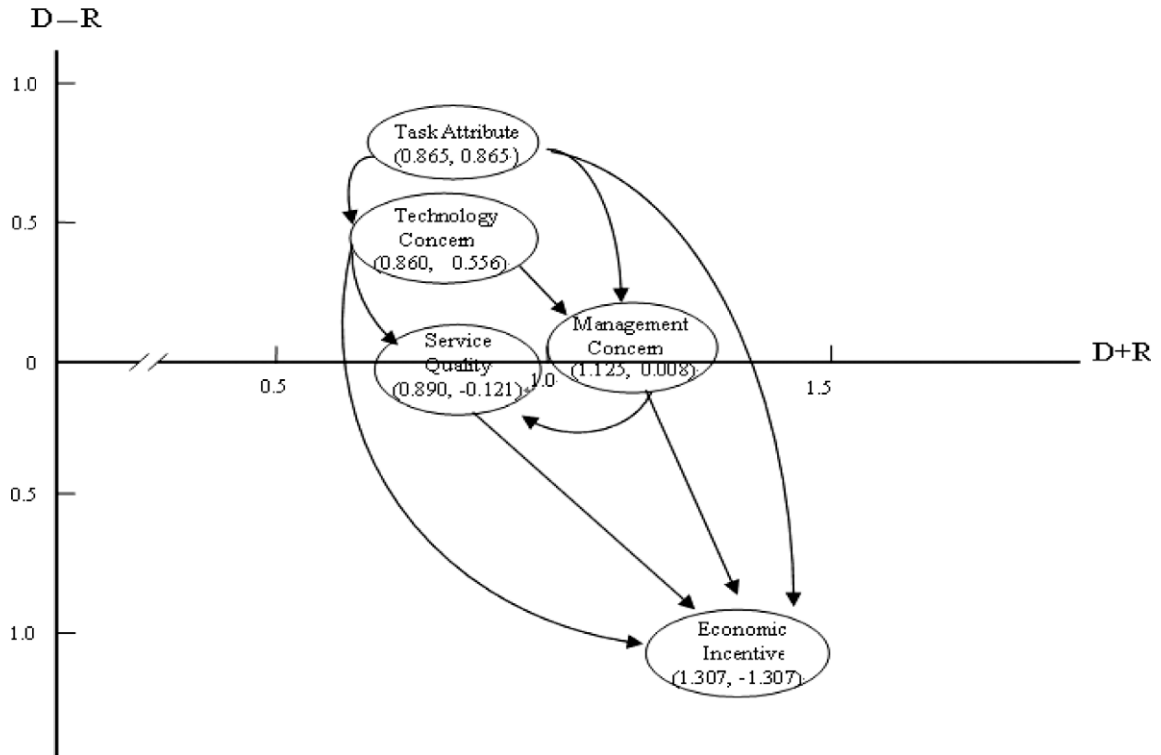 D—R
1.0
Task Attribute
(0.865, 0.865)
0.5
Technology
Concern
(0.860, 0.556)
Management
Concern
(1.125, 0.008)
Service
Quality
(0.890, -0.121)
0
0.5
1.0
1.5
D+R
0.5
1.0
Economic
Incentive
(1.307, -1.307)